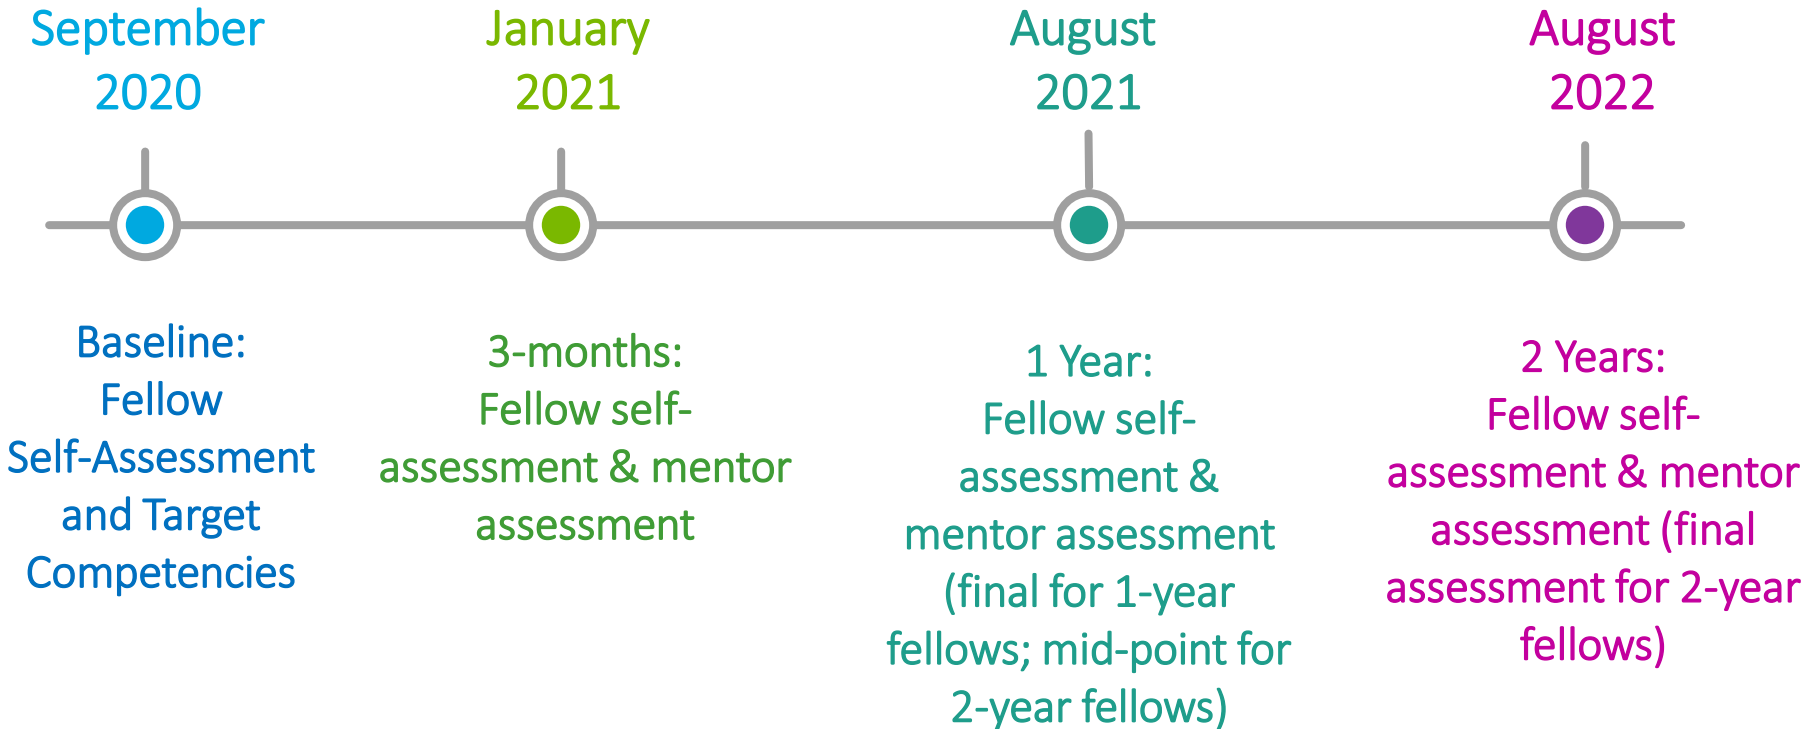 September
2020
January
2021
August
2021
August
2022
Baseline:
Fellow
Self-Assessment
and Target
Competencies
3-months:
Fellow self-
assessment & mentor
assessment
1 Year:
Fellow self-
assessment &
mentor assessment
(final for 1-year
fellows; mid-point for
2-year fellows)
2 Years:
Fellow self-
assessment & mentor
assessment (final
assessment for 2-year
fellows)